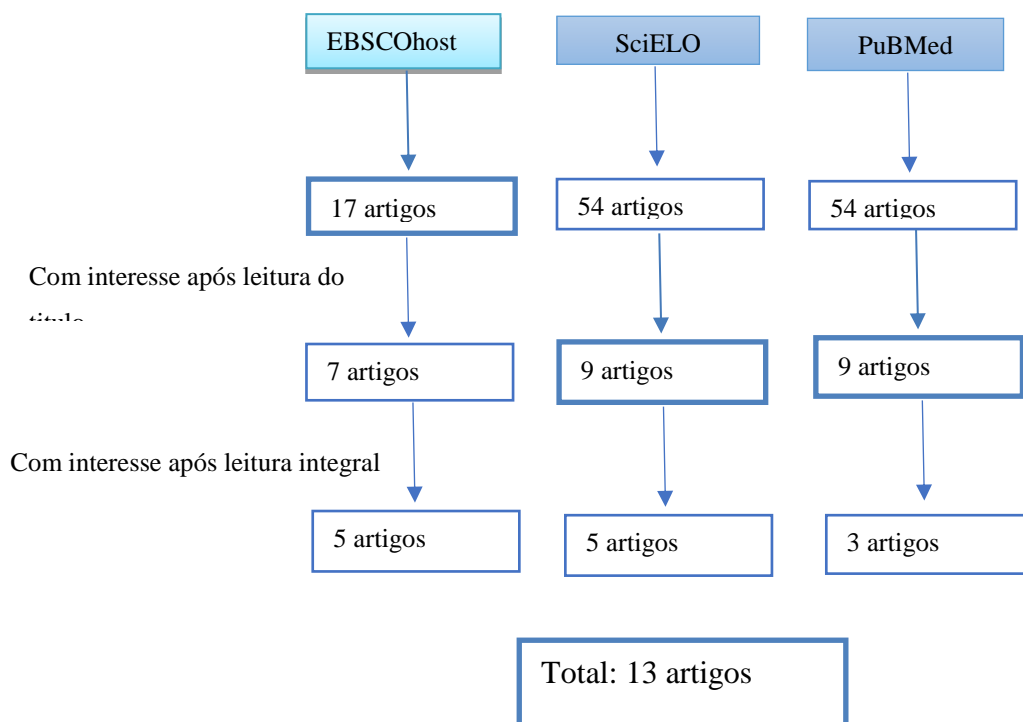 EBSCOhost
SciELO
PuBMed
17 artigos
54 artigos
54 artigos
Com interesse após leitura do
titulo
7 artigos
9 artigos
9 artigos
Com interesse após leitura integral
5 artigos
5 artigos
3 artigos
Total: 13 artigos